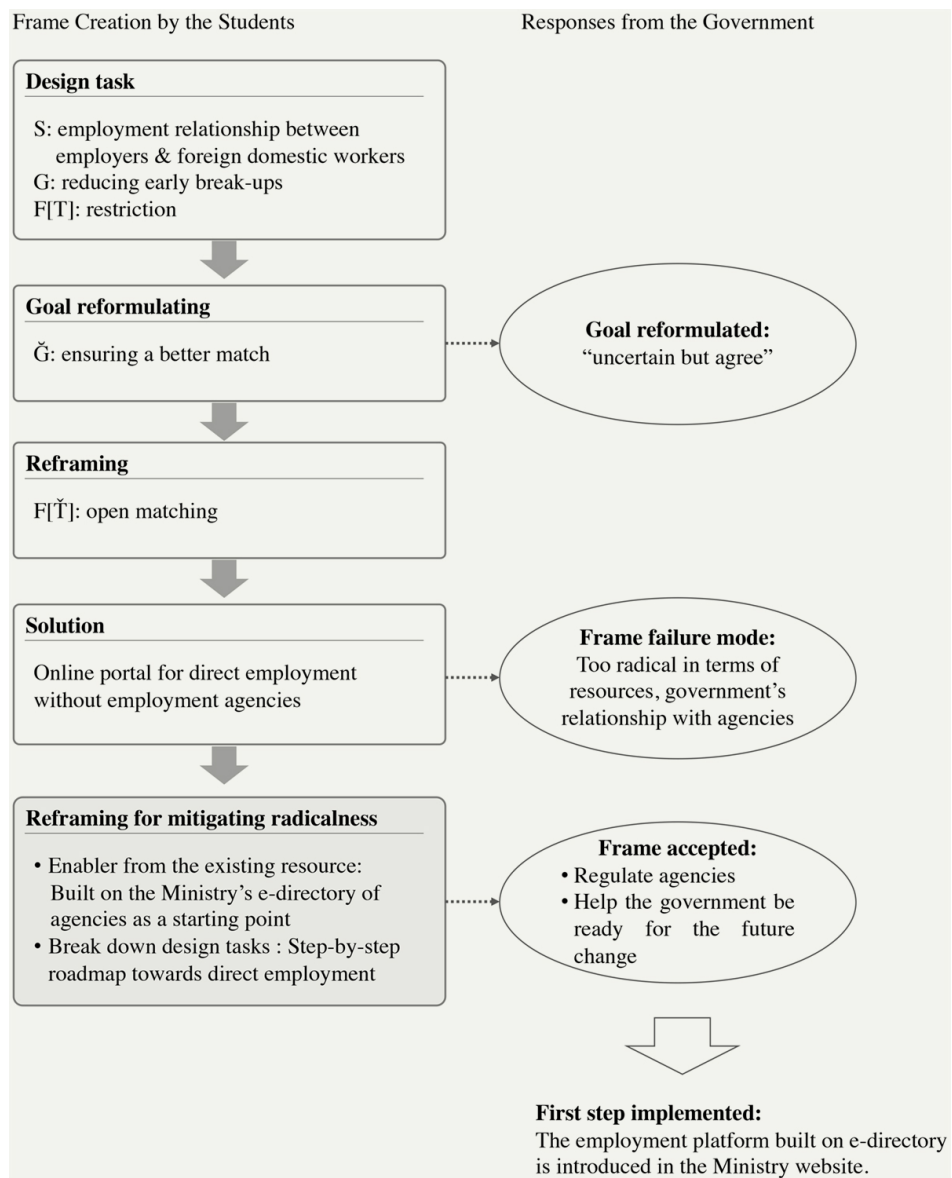 Frame Creation by the Students
Responses from the Government
Design task
S: employment relationship between
employers & foreign domestic workers
G: reducing early break-ups
F[T]: restriction
Goal reformulating
Ğ: ensuring a better match
Goal reformulated:
“uncertain but agree”
Reframing
F[Ť]: open matching
Solution
Online portal for direct employment
without employment agencies
Frame failure mode:
Too radical in terms of
resources, government’s
relationship with agencies
Reframing for mitigating radicalness
• Enabler from the existing resource:
Built on the Ministry’s e-directory of
agencies as a starting point
• Break down design tasks : Step-by-step
roadmap towards direct employment
Frame accepted:
• Regulate agencies
• Help the government be
ready for the future
change
First step implemented:
The employment platform built on e-directory
is introduced in the Ministry website.